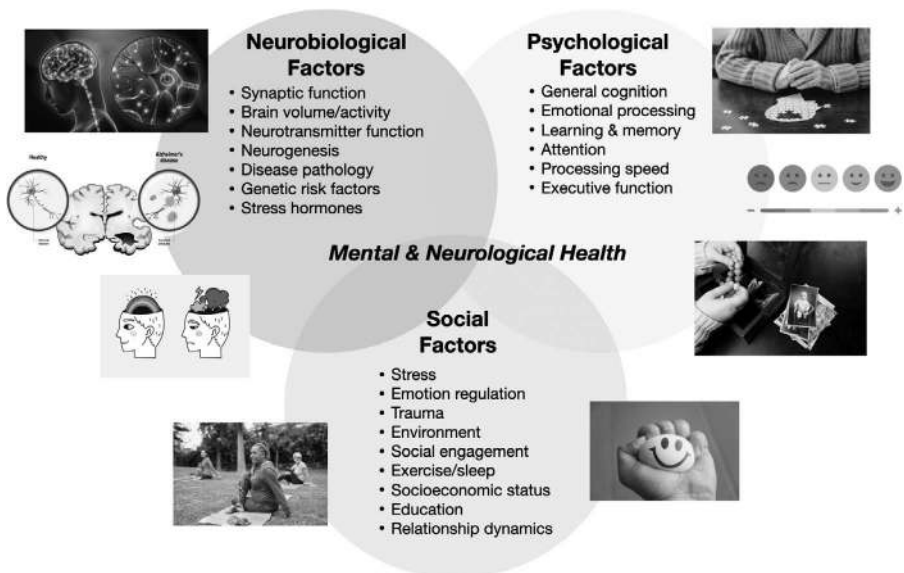 Neurobiological
Factors
• Synaptic function
• Brain volume/activity
• Neurotransmitter function
• Neurogenesis
• Disease pathology
• Genetic risk factors
• Stress hormones
Psychological
Factors
• General cognition
• Emotional processing
• Learning & memory
• Attention
• Processing speed
• Executive function
Healthy
Alzheimer's
disease
- +
Mental & Neurological Health
Social
Factors
• Stress
• Emotion regulation
• Trauma
• Environment
• Social engagement
• Exercise/sleep
• Socioeconomic status
• Education
• Relationship dynamics